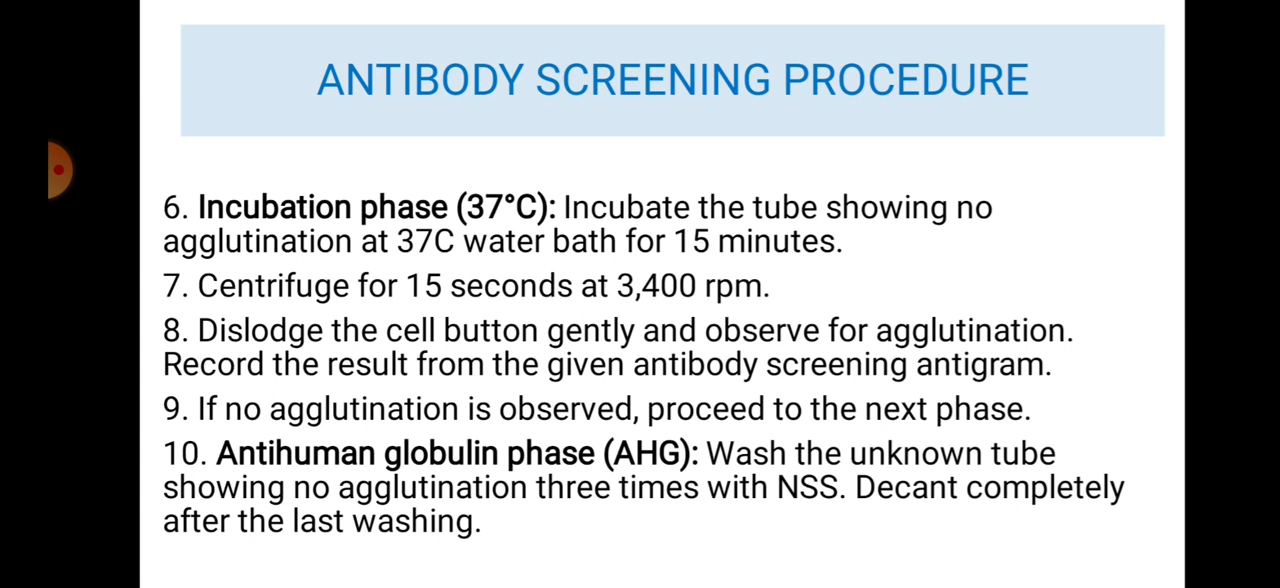 ANTIBODY SCREENING PROCEDURE
6. Incubation phase (37°C): Incubate the tube showing no
agglutination at 37C water bath for 15 minutes.
7. Centrifuge for 15 seconds at 3,400 rpm.
8. Dislodge the cell button gently and observe for agglutination.
Record the result from the given antibody screening antigram.
9. If no agglutination is observed, proceed to the next phase.
10. Antihuman globulin phase (AHG): Wash the unknown tube
showing no agglutination three times with NSS. Decant completely
after the last washing.